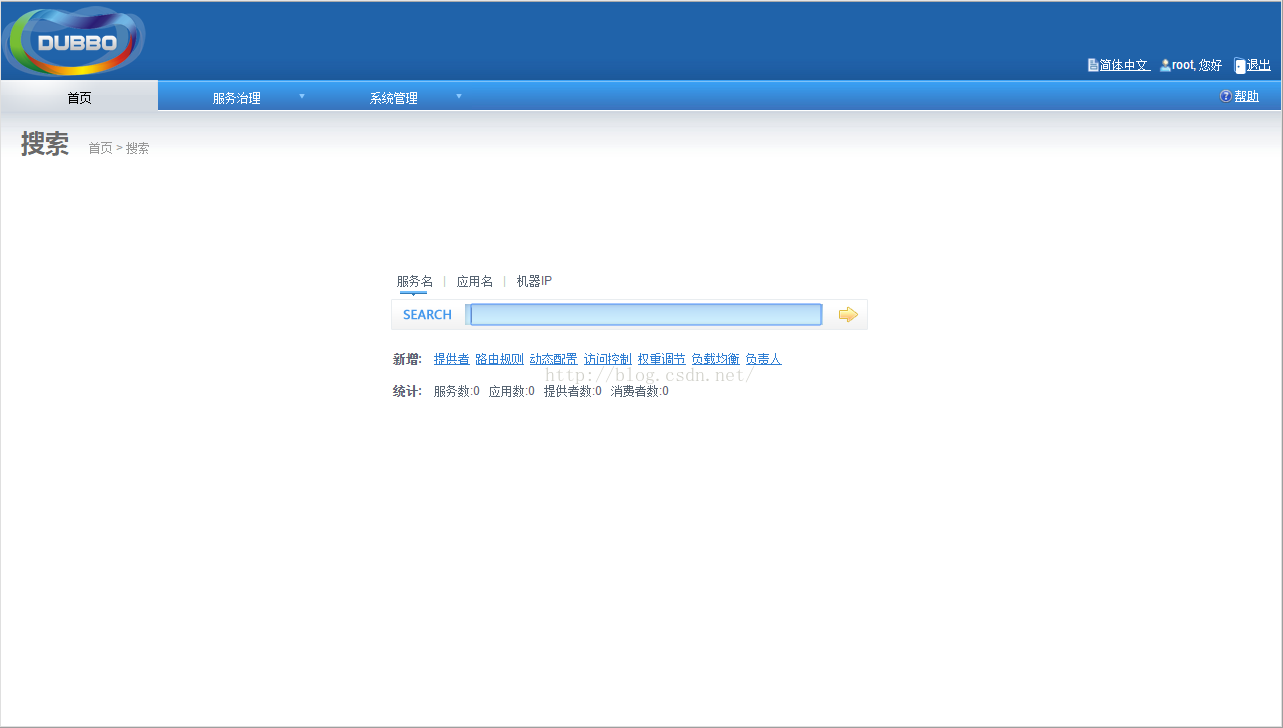 DUBBO
简体中文 root, 您好 退出
首页 服务治理 系统管理 帮助
搜索 首页 > 搜索
服务名 | 应用名 | 机器IP
SEARCH
新增: 提供者 路由规则 动态配置 访问控制 权重调节 负载均衡 负责人
http://blog.csdn.net/
统计: 服务数:0 应用数:0 提供者数:0 消费者数:0